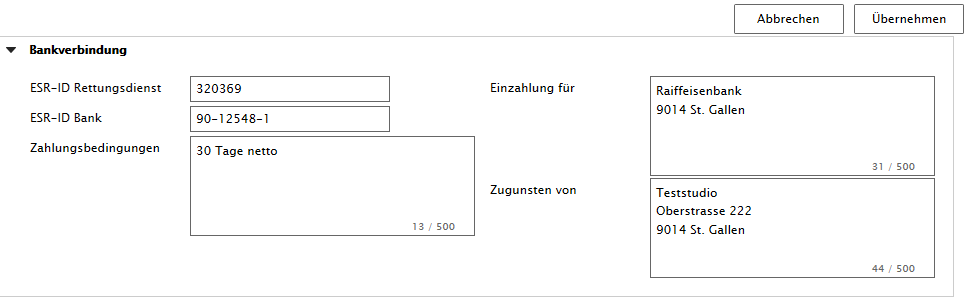 Abbrechen
Übernehmen
Bankverbindung
ESR-ID Rettungsdienst
320369
ESR-ID Bank
90-12548-1
Zahlungsbedingungen
30 Tage netto
13 / 500
Einzahlung für
Raiffeisenbank
9014 St. Gallen
31 / 500
Zugunsten von
Teststudio
Oberstrasse 222
9014 St. Gallen
44 / 500